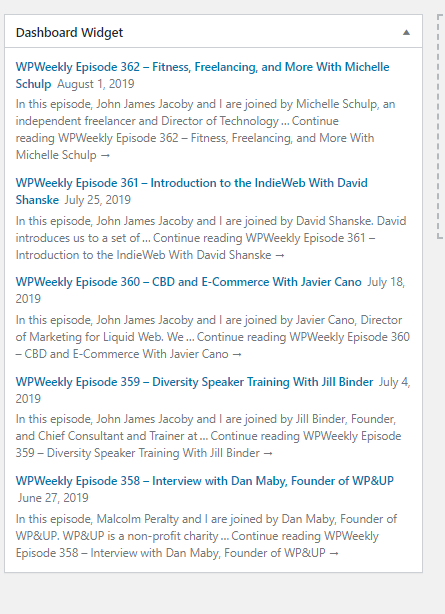 Dashboard Widget
WPWeekly Episode 362 – Fitness, Freelancing, and More With Michelle
Schulp August 1, 2019
In this episode, John James Jacoby and I are joined by Michelle Schulp, an
independent freelancer and Director of Technology … Continue
reading WPWeekly Episode 362 – Fitness, Freelancing, and More With
Michelle Schulp →
WPWeekly Episode 361 – Introduction to the IndieWeb With David
Shanske July 25, 2019
In this episode, John James Jacoby and I are joined by David Shanske. David
introduces us to a set of … Continue reading WPWeekly Episode 361 –
Introduction to the IndieWeb With David Shanske →
WPWeekly Episode 360 – CBD and E-Commerce With Javier Cano July 18,
2019
In this episode, John James Jacoby and I are joined by Javier Cano, Director
of Marketing for Liquid Web. We … Continue reading WPWeekly Episode 360
– CBD and E-Commerce With Javier Cano →
WPWeekly Episode 359 – Diversity Speaker Training With Jill Binder July 4,
2019
In this episode, John James Jacoby and I are joined by Jill Binder, Founder,
and Chief Consultant and Trainer at … Continue reading WPWeekly Episode
359 – Diversity Speaker Training With Jill Binder →
WPWeekly Episode 358 – Interview with Dan Maby, Founder of WP&UP
June 27, 2019
In this episode, Malcolm Peralty and I are joined by Dan Maby, Founder of
WP&UP. WP&UP is a non-profit charity … Continue reading WPWeekly
Episode 358 – Interview with Dan Maby, Founder of WP&UP →